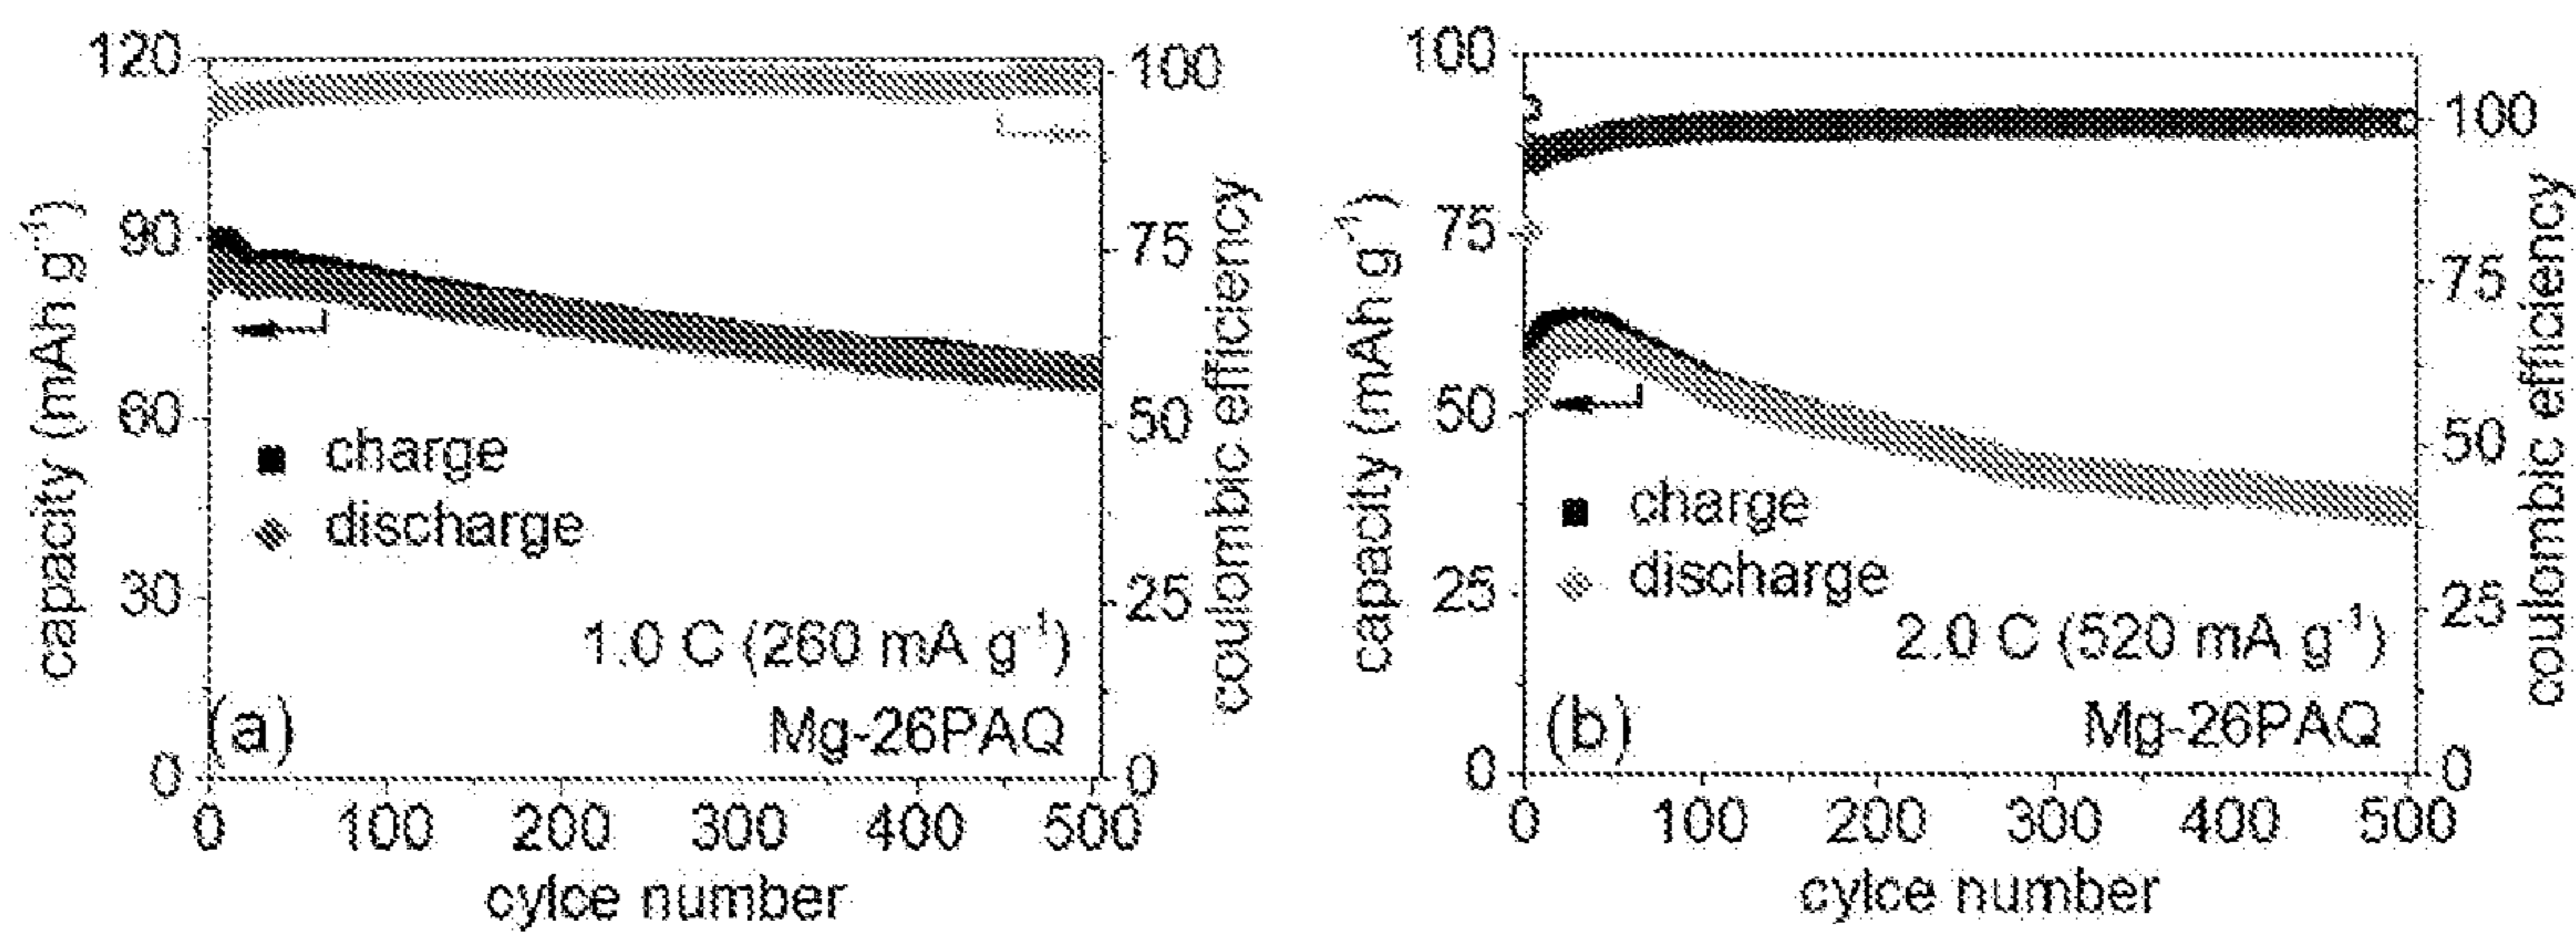 120
90
60
30
0
capacity (mAh g⁻¹)
100
75
50
25
0
coulombic efficiency
charge
discharge
1.0 C (260 mA g⁻¹)
(a)
Mg-26PAQ
0 100 200 300 400 500
cylce number
100
75
50
25
0
capacity (mAh g⁻¹)
100
75
50
25
0
coulombic efficiency
charge
discharge
2.0 C (520 mA g⁻¹)
(b)
Mg-26PAQ
0 100 200 300 400 500
cylce number